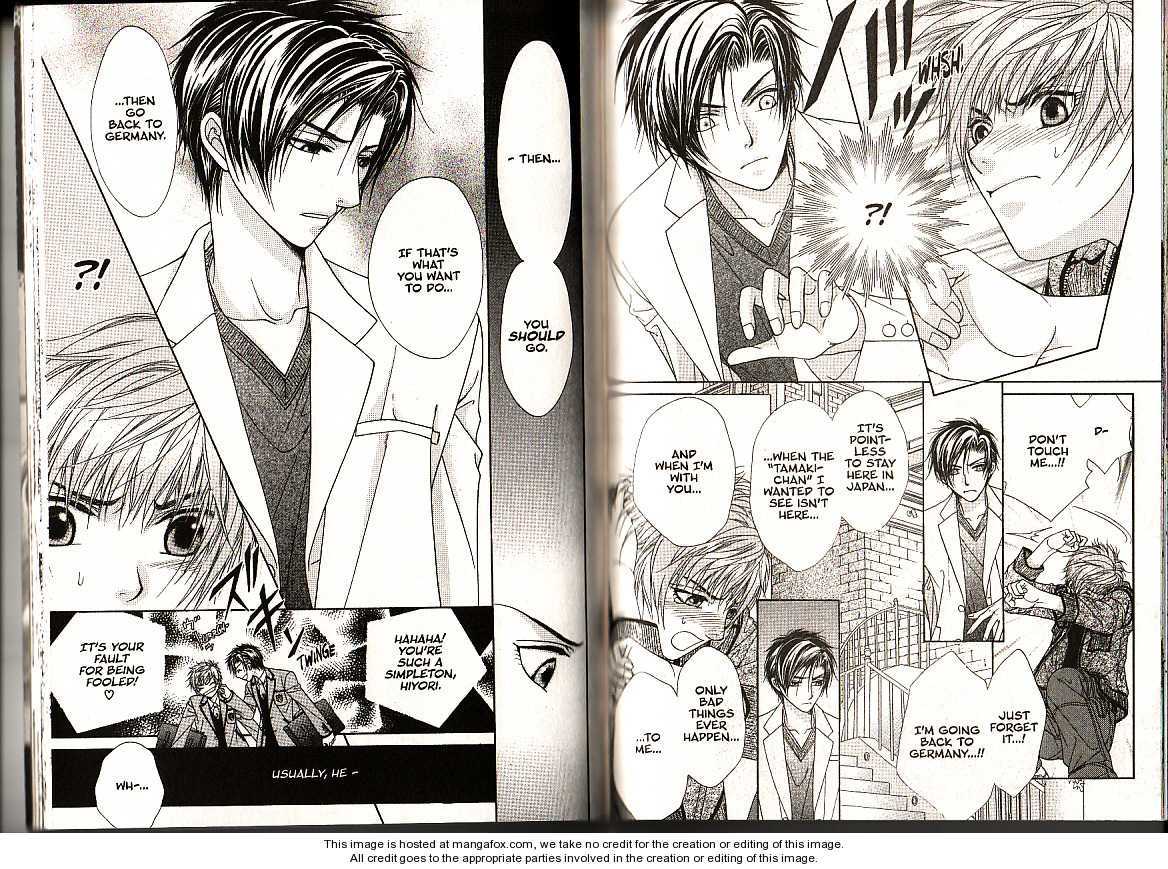 WHSH
?!
D-
DON'T
TOUCH
ME...!!
IT'S
POINT-
LESS
TO STAY
HERE IN
JAPAN...
...WHEN THE
"TAMAKI-
CHAN" I
WANTED TO
SEE ISN'T
HERE...
AND
WHEN I'M
WITH
YOU...
ONLY
BAD
THINGS
EVER
HAPPEN...
...TO
ME...
JUST
FORGET
IT...!
I'M GOING
BACK TO
GERMANY...!!
- THEN...
YOU
SHOULD
GO.
IF THAT'S
WHAT
YOU WANT
TO DO...
...THEN
GO
BACK TO
GERMANY.
?!
ズキン
TWINGE
HAHAHA!
YOU'RE
SUCH A
SIMPLETON,
HIYORI.
IT'S YOUR
FAULT
FOR BEING
FOOLED!
♡
USUALLY, HE -
WH-...
This image is hosted at mangafox.com, we take no credit for the creation or editing of this image.
All credit goes to the appropriate parties involved in the creation or editing of this image.